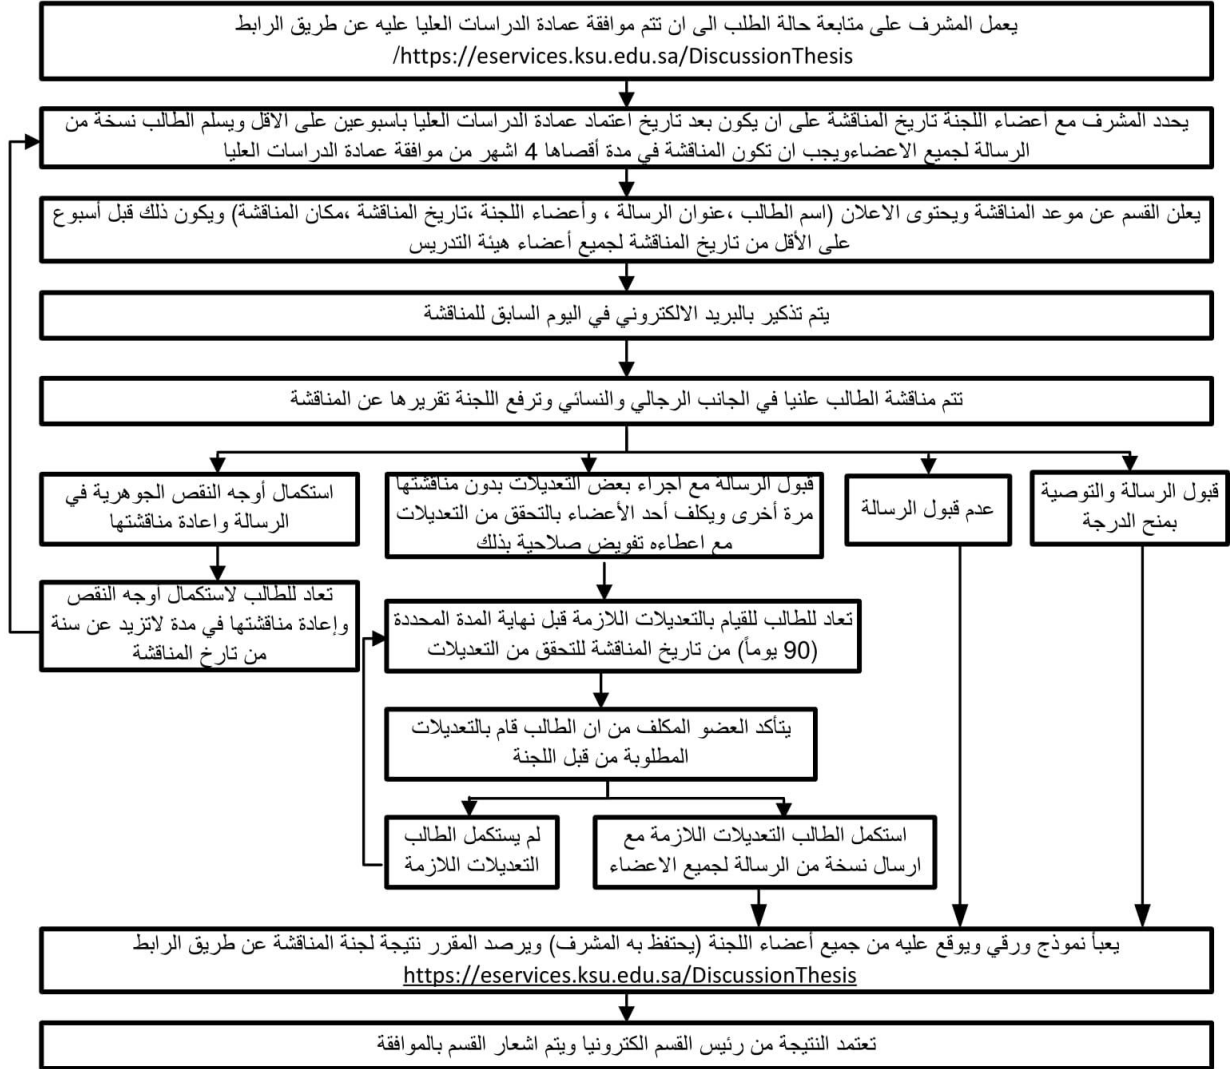 يعمل المشرف على متابعة حالة الطلب الى ان تتم موافقة عمادة الدراسات العليا عليه عن طريق الرابط
https://eservices.ksu.edu.sa/DiscussionThesis/
يحدد المشرف مع أعضاء اللجنة تاريخ المناقشة على ان يكون بعد تاريخ اعتماد عمادة الدراسات العليا باسبوعين على الاقل ويسلم الطالب نسخة من
الرسالة لجميع الاعضاءويجب ان تكون المناقشة في مدة أقصاها 4 اشهر من موافقة عمادة الدراسات العليا
يعلن القسم عن موعد المناقشة ويحتوى الاعلان (اسم الطالب ،عنوان الرسالة ، وأعضاء اللجنة ،تاريخ المناقشة ،مكان المناقشة) ويكون ذلك قبل أسبوع
على الأقل من تاريخ المناقشة لجميع أعضاء هيئة التدريس
يتم تذكير بالبريد الالكتروني في اليوم السابق للمناقشة
تتم مناقشة الطالب علنيا في الجانب الرجالي والنسائي وترفع اللجنة تقريرها عن المناقشة
قبول الرسالة والتوصية
بمنح الدرجة
عدم قبول الرسالة
قبول الرسالة مع اجراء بعض التعديلات بدون مناقشتها
مرة أخرى ويكلف أحد الأعضاء بالتحقق من التعديلات
مع اعطاءه تفويض صلاحية بذلك
استكمال أوجه النقص الجوهرية في
الرسالة واعادة مناقشتها
تعاد للطالب لاستكمال أوجه النقص
وإعادة مناقشتها في مدة لاتزيد عن سنة
من تارخ المناقشة
تعاد للطالب للقيام بالتعديلات اللازمة قبل نهاية المدة المحددة
(90 يوماً) من تاريخ المناقشة للتحقق من التعديلات
يتأكد العضو المكلف من ان الطالب قام بالتعديلات
المطلوبة من قبل اللجنة
استكمل الطالب التعديلات اللازمة مع
ارسال نسخة من الرسالة لجميع الاعضاء
لم يستكمل الطالب
التعديلات اللازمة
يعبأ نموذج ورقي ويوقع عليه من جميع أعضاء اللجنة (يحتفظ به المشرف) ويرصد المقرر نتيجة لجنة المناقشة عن طريق الرابط
https://eservices.ksu.edu.sa/DiscussionThesis
تعتمد النتيجة من رئيس القسم الكترونيا ويتم اشعار القسم بالموافقة